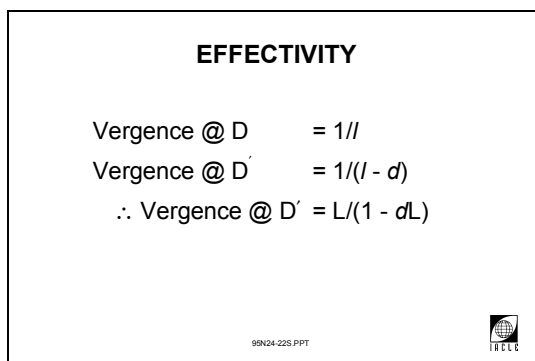 EFFECTIVITY
Vergence @ D = 1/l
Vergence @ D′ = 1/(l - d)
∴ Vergence @ D′ = L/(1 - dL)
95N24-22S.PPT
IACLE